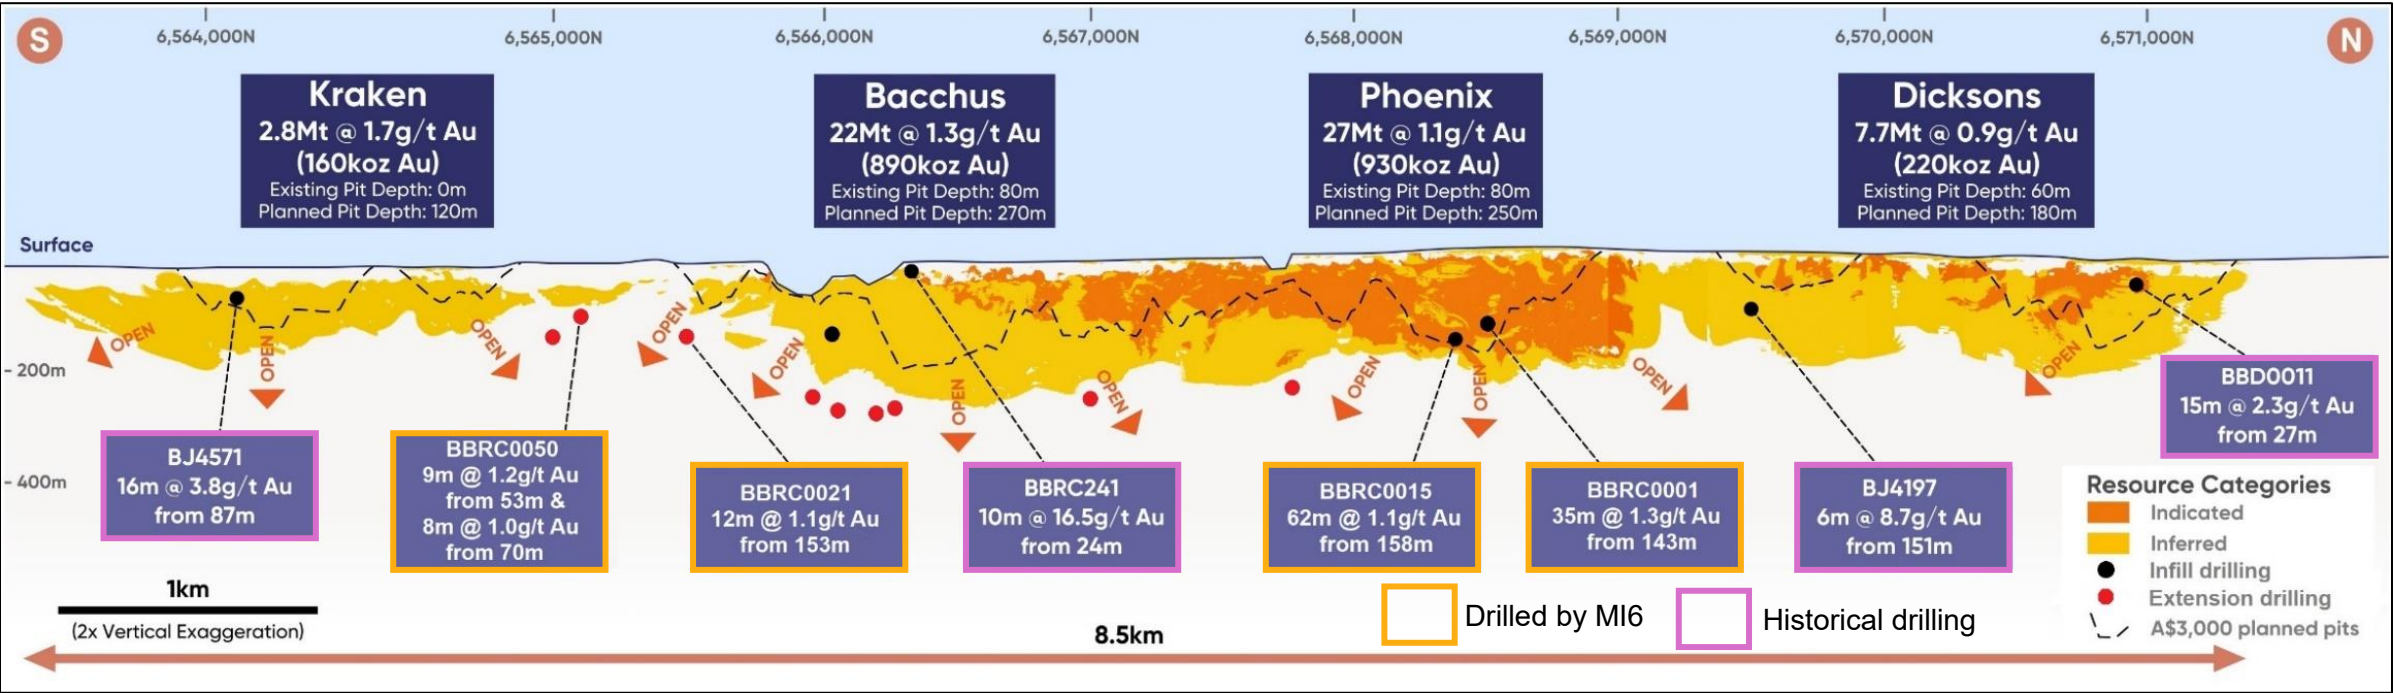 S
6,564,000N
6,565,000N
6,566,000N
6,567,000N
6,568,000N
6,569,000N
6,570,000N
6,571,000N
N
Kraken
2.8Mt @ 1.7g/t Au
(160koz Au)
Existing Pit Depth: 0m
Planned Pit Depth: 120m
Bacchus
22Mt @ 1.3g/t Au
(890koz Au)
Existing Pit Depth: 80m
Planned Pit Depth: 270m
Phoenix
27Mt @ 1.1g/t Au
(930koz Au)
Existing Pit Depth: 80m
Planned Pit Depth: 250m
Dicksons
7.7Mt @ 0.9g/t Au
(220koz Au)
Existing Pit Depth: 60m
Planned Pit Depth: 180m
Surface
OPEN
OPEN
OPEN
OPEN
OPEN
OPEN
OPEN
OPEN
OPEN
OPEN
OPEN
- 200m
- 400m
BJ4571
16m @ 3.8g/t Au
from 87m
BBRC0050
9m @ 1.2g/t Au
from 53m &
8m @ 1.0g/t Au
from 70m
BBRC0021
12m @ 1.1g/t Au
from 153m
BBRC241
10m @ 16.5g/t Au
from 24m
BBRC0015
62m @ 1.1g/t Au
from 158m
BBRC0001
35m @ 1.3g/t Au
from 143m
BJ4197
6m @ 8.7g/t Au
from 151m
BBD0011
15m @ 2.3g/t Au
from 27m
Resource Categories
Indicated
Inferred
Infill drilling
Extension drilling
A$3,000 planned pits
1km
(2x Vertical Exaggeration)
Drilled by MI6
Historical drilling
8.5km